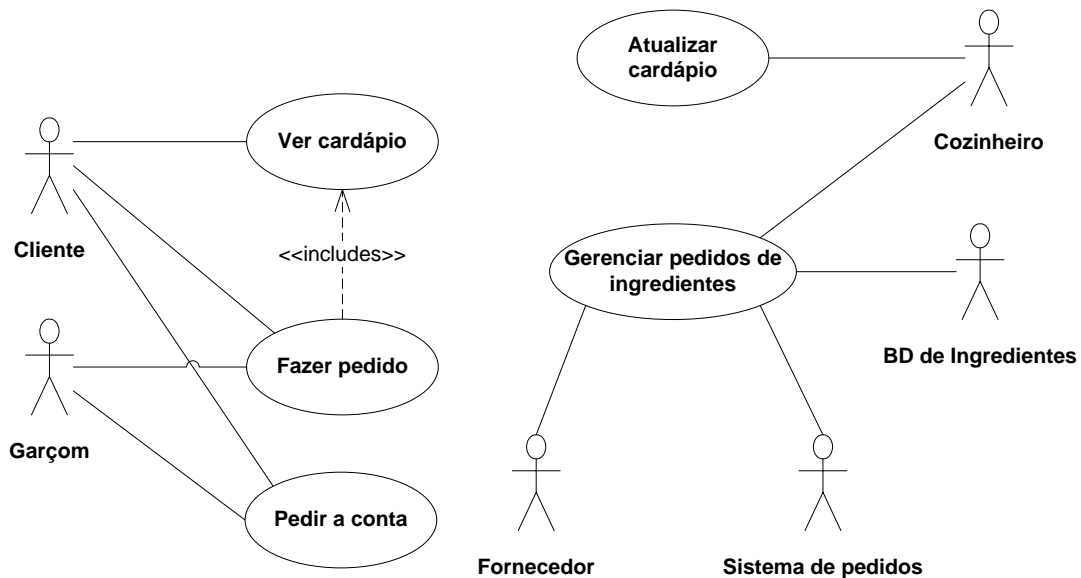 Atualizar
cardápio
Cozinheiro
Ver cardápio
Cliente
<<includes>>
Gerenciar pedidos de
ingredientes
BD de Ingredientes
Fazer pedido
Garçom
Pedir a conta
Fornecedor
Sistema de pedidos